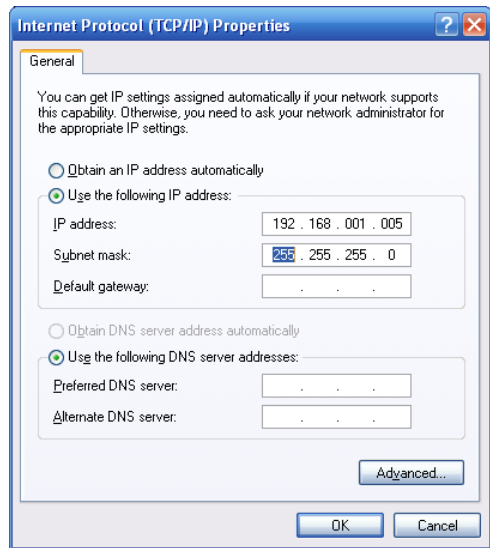 Internet Protocol (TCP/IP) Properties
General
You can get IP settings assigned automatically if your network supports
this capability. Otherwise, you need to ask your network administrator for
the appropriate IP settings.
Obtain an IP address automatically
Use the following IP address:
IP address: 192 . 168 . 001 . 005
Subnet mask: 255 . 255 . 255 . 0
Default gateway: . . .
Obtain DNS server address automatically
Use the following DNS server addresses:
Preferred DNS server: . . .
Alternate DNS server: . . .
Advanced...
OK Cancel